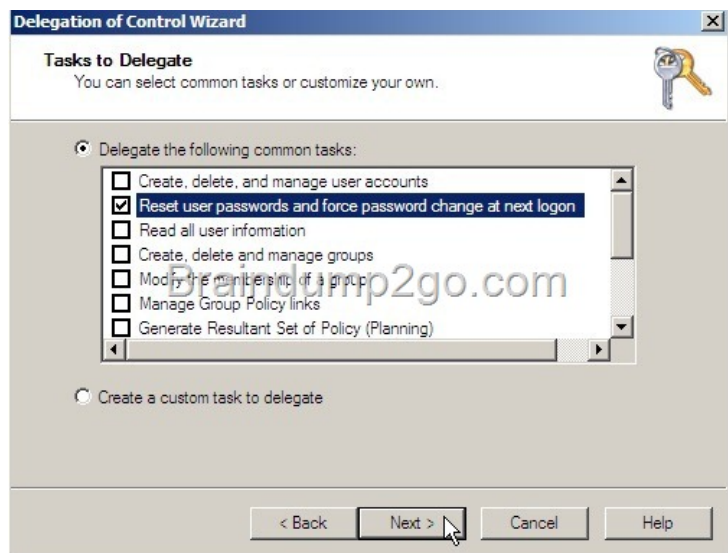 Delegation of Control Wizard
Tasks to Delegate
You can select common tasks or customize your own.
Delegate the following common tasks:
Create, delete, and manage user accounts
Reset user passwords and force password change at next logon
Read all user information
Create, delete and manage groups
Modify the membership of a group
Braindump2go.com
Manage Group Policy links
Generate Resultant Set of Policy (Planning)
Create a custom task to delegate
< Back
Next >
Cancel
Help